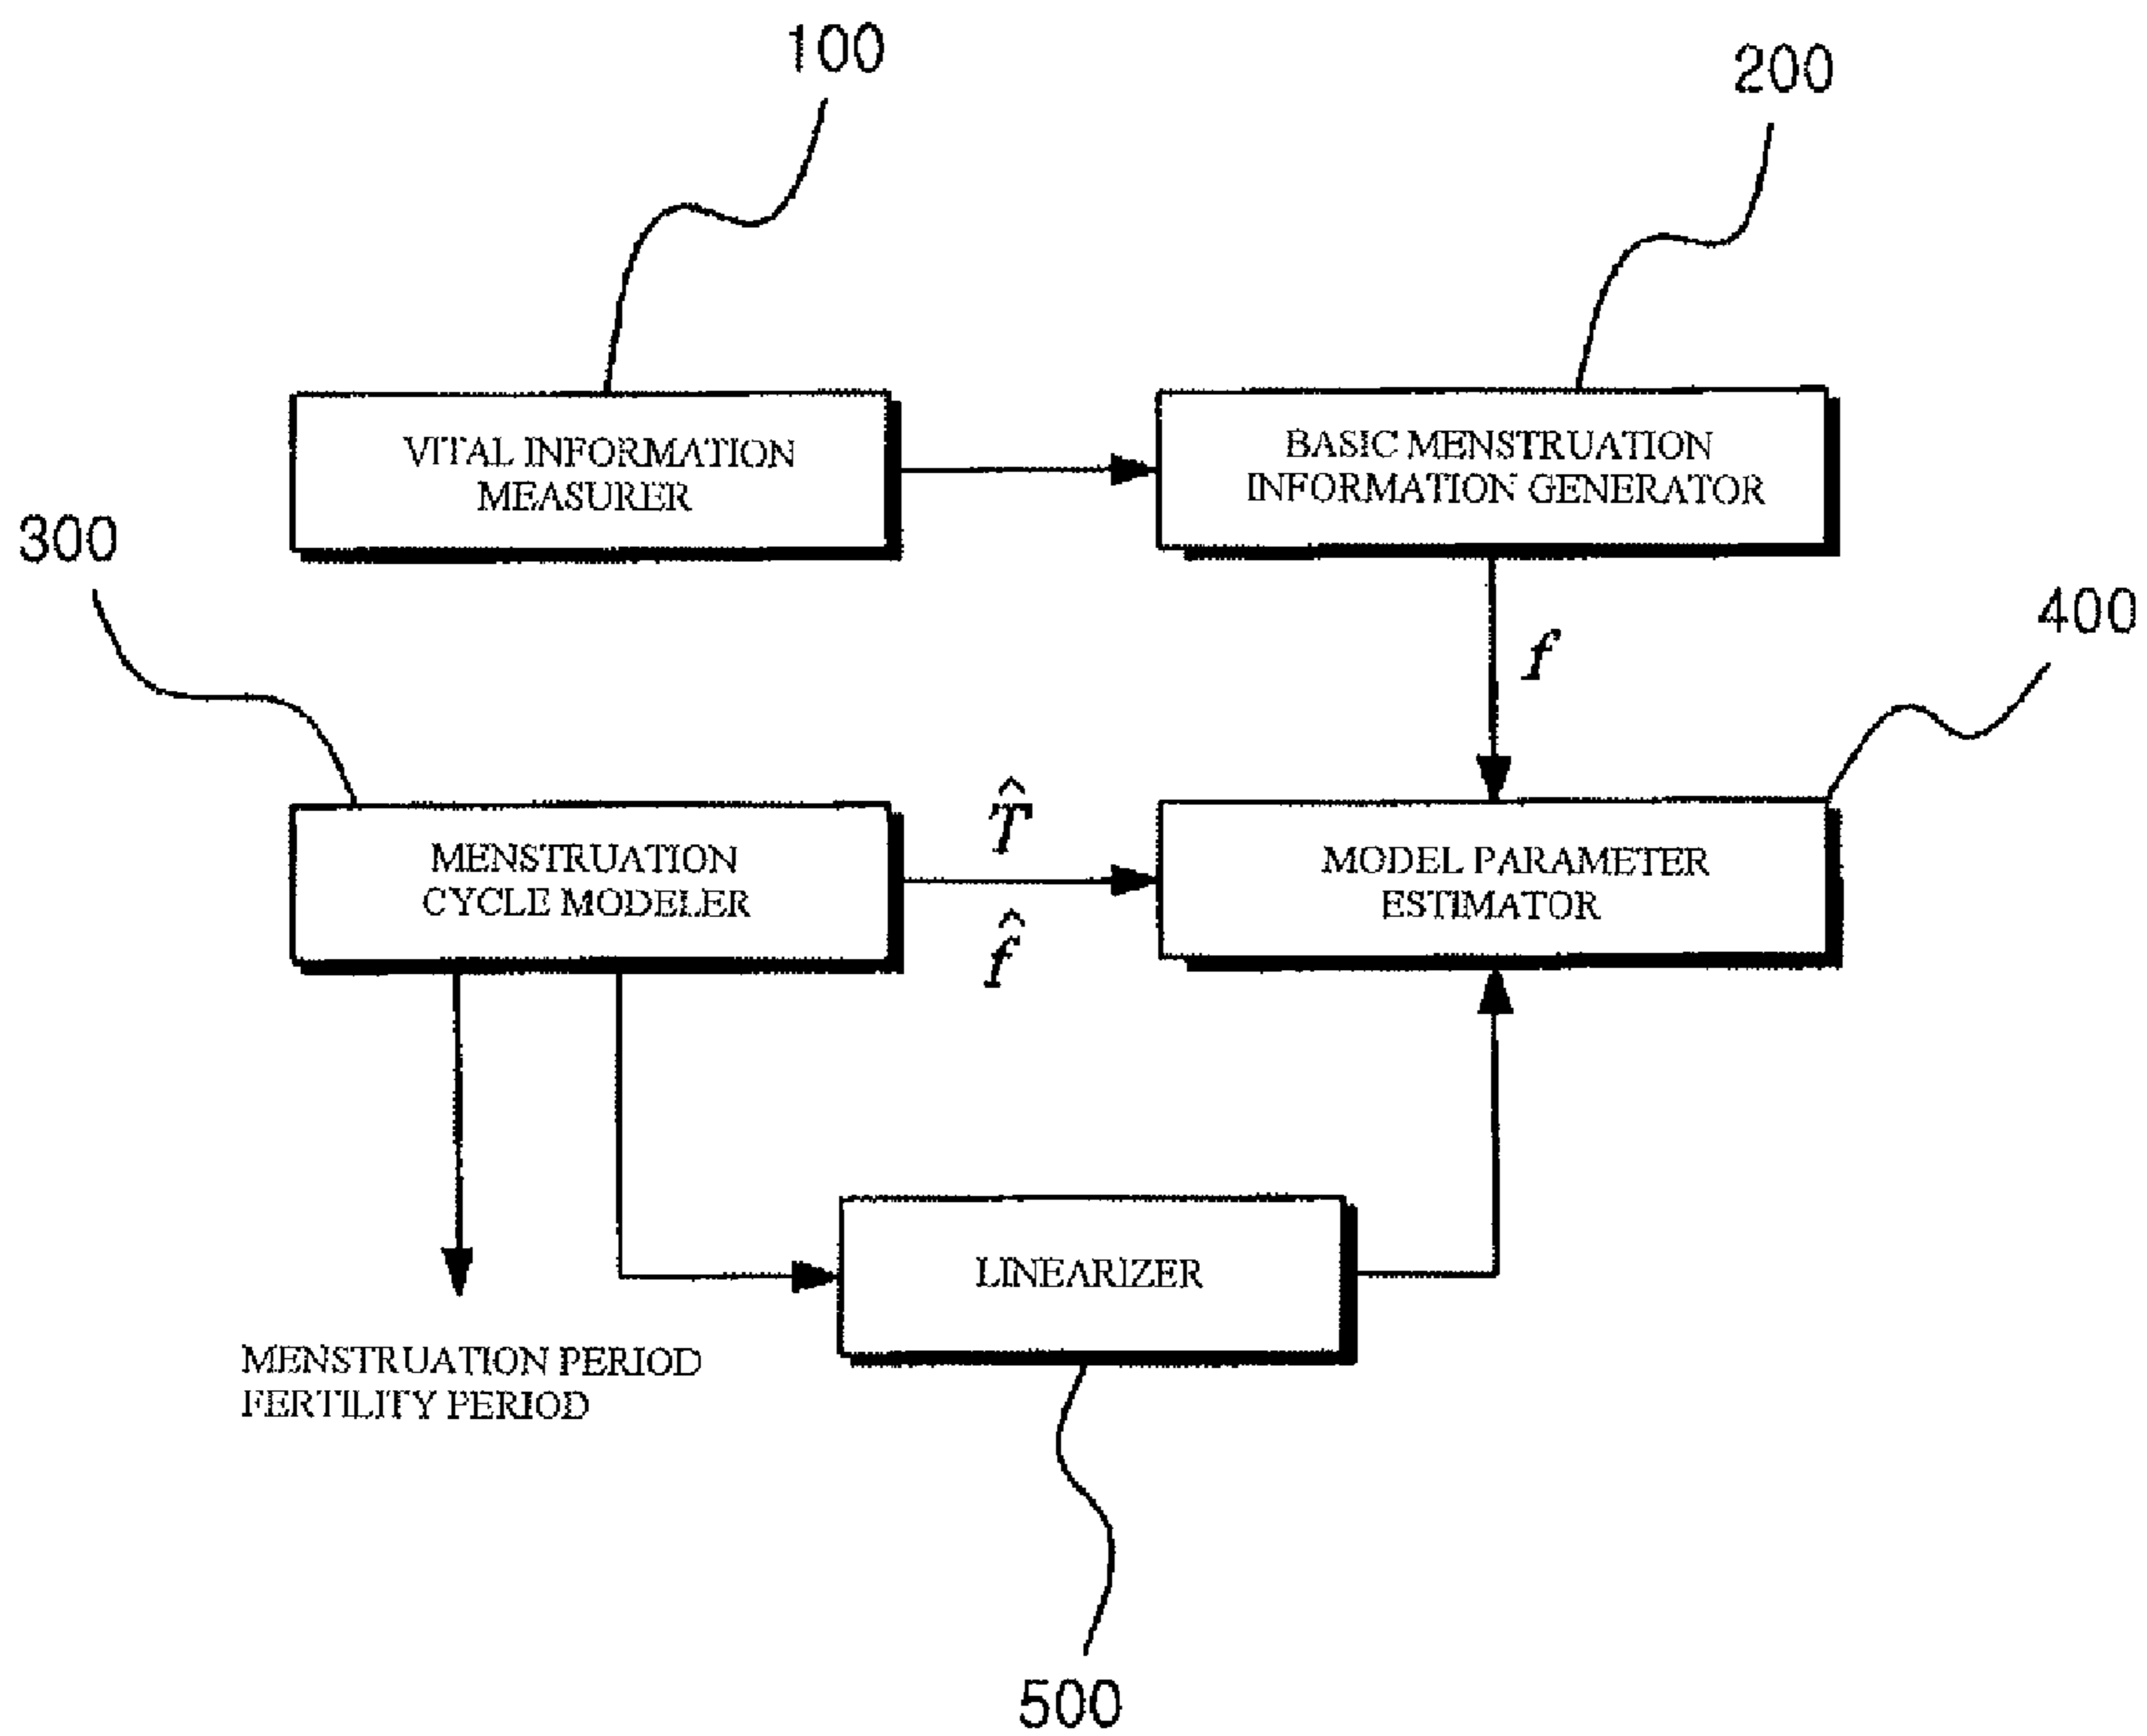 100
200
VITAL INFORMATION
MEASURER
BASIC MENSTRUATION
INFORMATION GENERATOR
300
f
400
T̂
f̂
MENSTRUATION
CYCLE MODELER
MODEL PARAMETER
ESTIMATOR
LINEARIZER
MENSTRUATION PERIOD
FERTILITY PERIOD
500